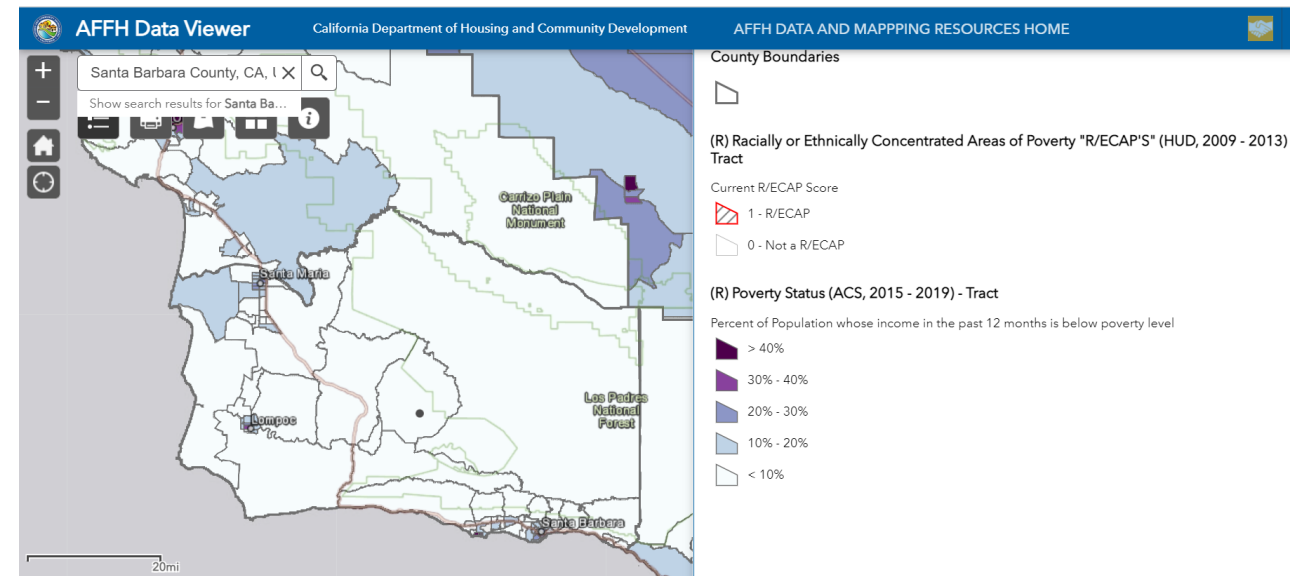 AFFH Data Viewer
California Department of Housing and Community Development
AFFH DATA AND MAPPPING RESOURCES HOME
+
Santa Barbara County, CA, U
−
Show search results for Santa Ba...
Carrizo Plain
National
Monument
Santa Maria
Los Padres
National
Forest
Lompoc
Santa Barbara
20mi
County Boundaries
(R) Racially or Ethnically Concentrated Areas of Poverty "R/ECAP'S" (HUD, 2009 - 2013) -
Tract
Current R/ECAP Score
1 - R/ECAP
0 - Not a R/ECAP
(R) Poverty Status (ACS, 2015 - 2019) - Tract
Percent of Population whose income in the past 12 months is below poverty level
> 40%
30% - 40%
20% - 30%
10% - 20%
< 10%